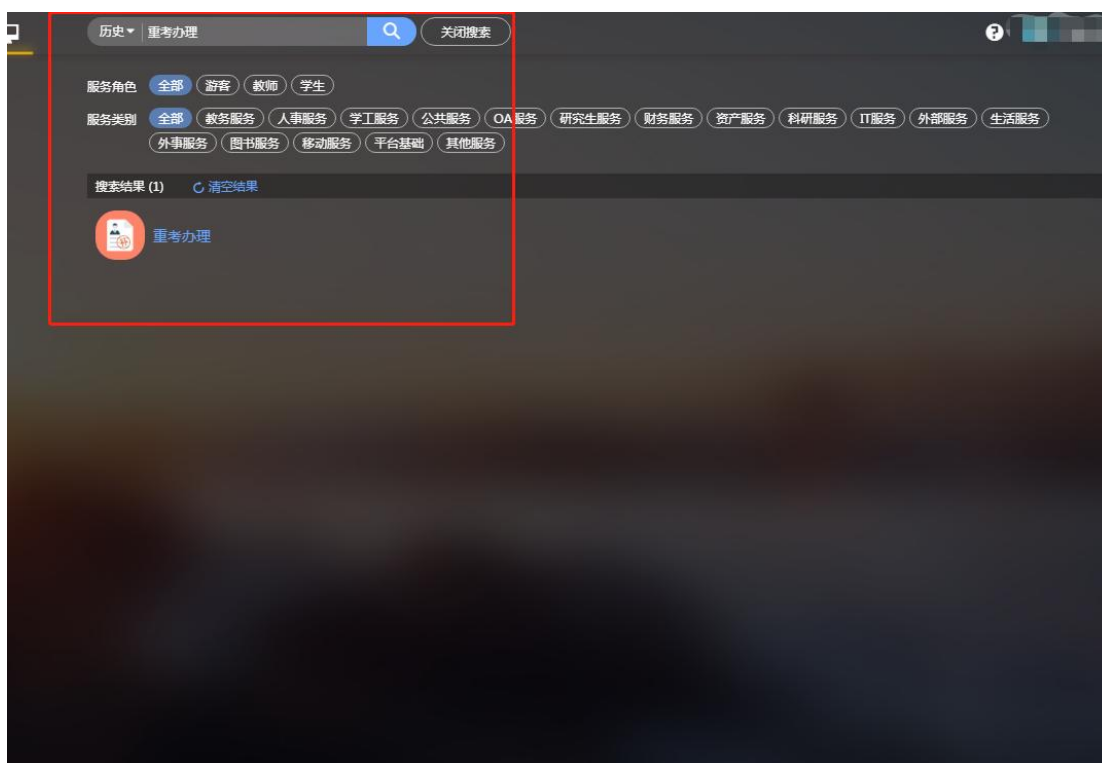 历史 重考办理 关闭搜索
服务角色 全部 游客 教师 学生
服务类别 全部 教务服务 人事服务 学工服务 公共服务 OA服务 研究生服务 财务服务 资产服务 科研服务 IT服务 外部服务 生活服务
外事服务 图书服务 移动服务 平台基础 其他服务
搜索结果 (1) 清空结果
重考办理